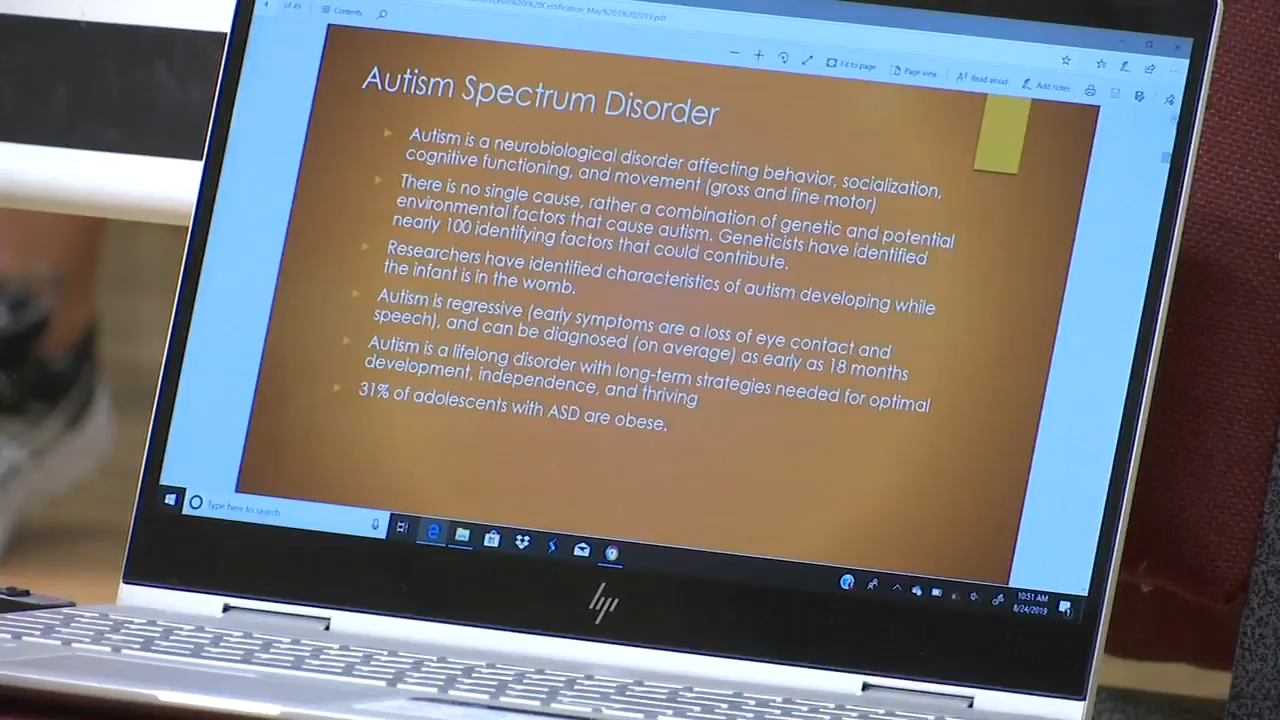 of 49
Contents
Fit to page
Page view
Read aloud
Add notes
Autism Spectrum Disorder
Autism is a neurobiological disorder affecting behavior, socialization,
cognitive functioning, and movement (gross and fine motor)
There is no single cause, rather a combination of genetic and potential
environmental factors that cause autism. Geneticists have identified
nearly 100 identifying factors that could contribute.
Researchers have identified characteristics of autism developing while
the infant is in the womb.
Autism is regressive (early symptoms are a loss of eye contact and
speech), and can be diagnosed (on average) as early as 18 months
Autism is a lifelong disorder with long-term strategies needed for optimal
development, independence, and thriving
31% of adolescents with ASD are obese.
Type here to search
10:51 AM
8/24/2019
hp